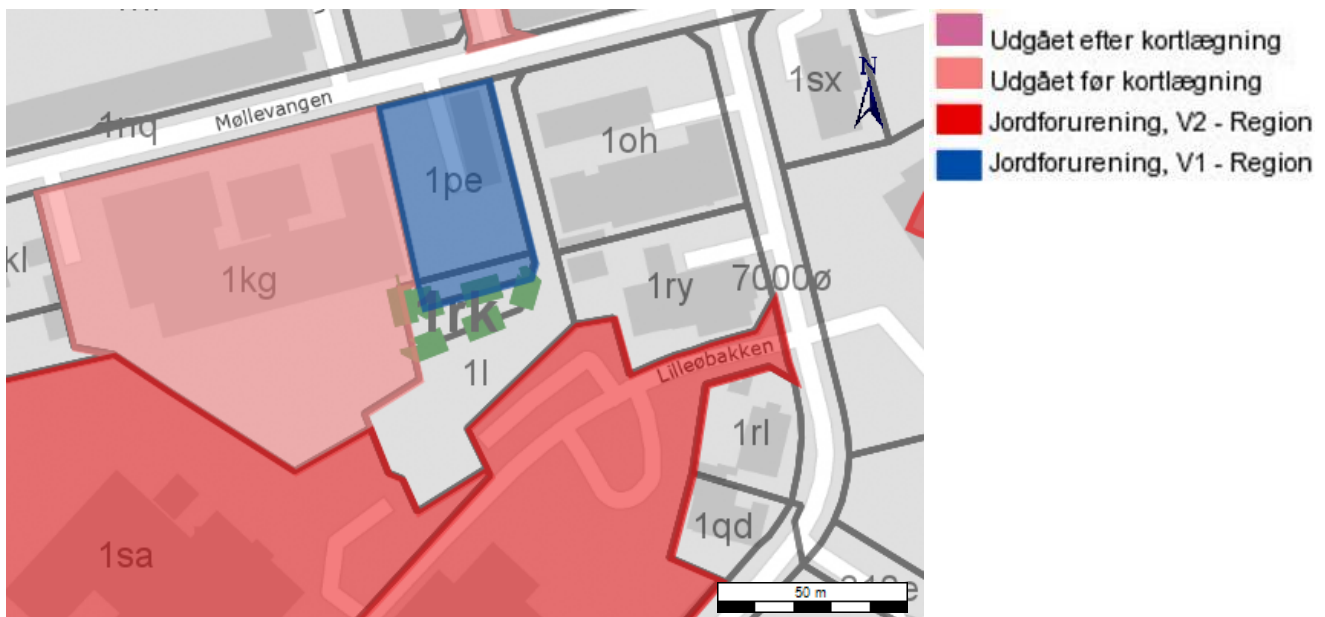 Møllevangen
1nq
1sx
N
1oh
1pe
kl
1kg
1ry
7000ø
1rk
1l
Lilleøbakken
1rl
1qd
1sa
50 m
Udgået efter kortlægning
Udgået før kortlægning
Jordforurening, V2 - Region
Jordforurening, V1 - Region